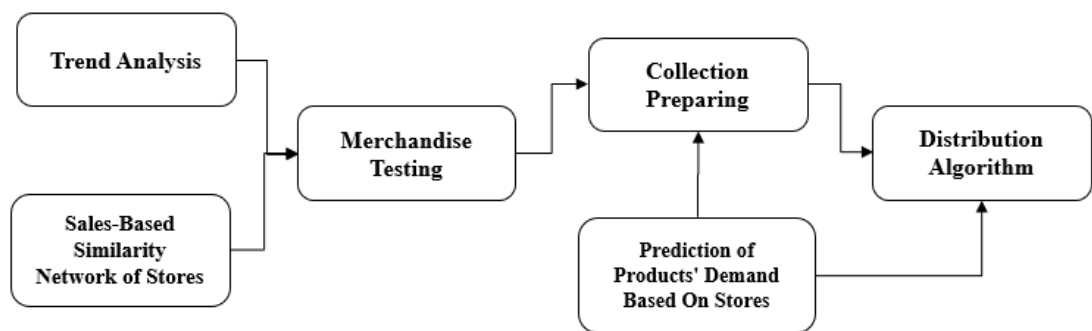 Trend Analysis
Sales-Based
Similarity
Network of Stores
Merchandise
Testing
Collection
Preparing
Prediction of
Products' Demand
Based On Stores
Distribution
Algorithm